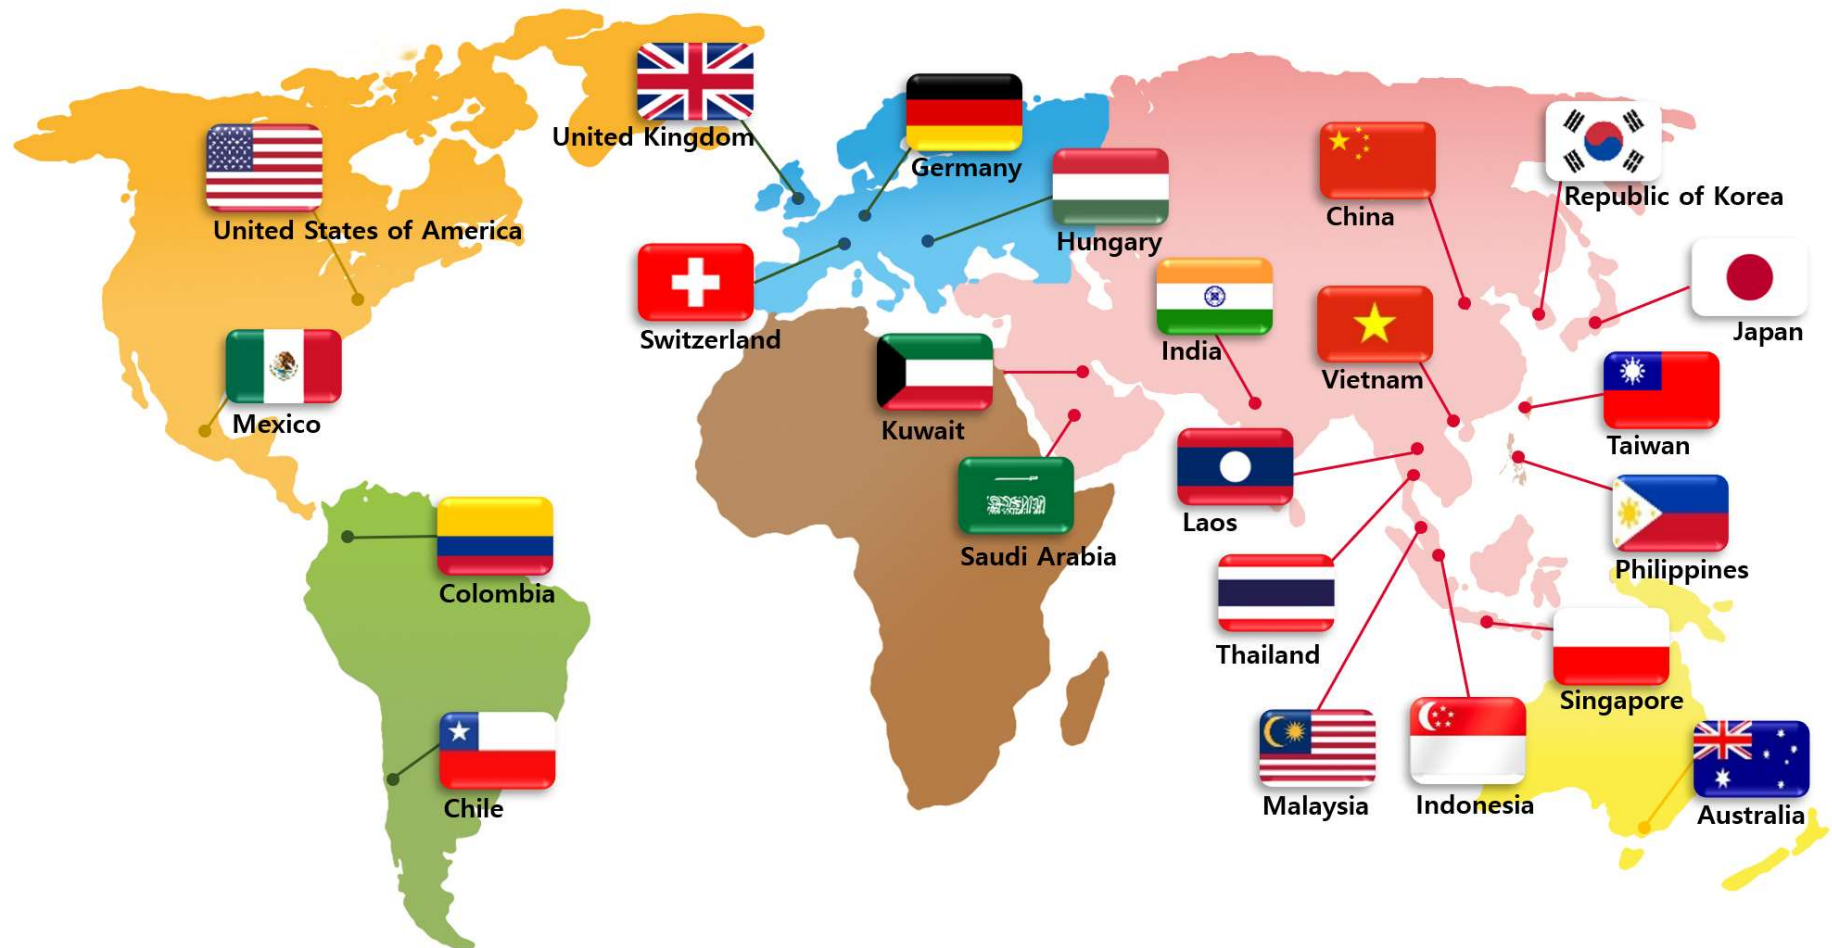 United Kingdom
Germany
United States of America
Hungary
China
Republic of Korea
Switzerland
India
Vietnam
Japan
Mexico
Kuwait
Taiwan
Laos
Saudi Arabia
Colombia
Philippines
Thailand
Singapore
Chile
Malaysia
Indonesia
Australia